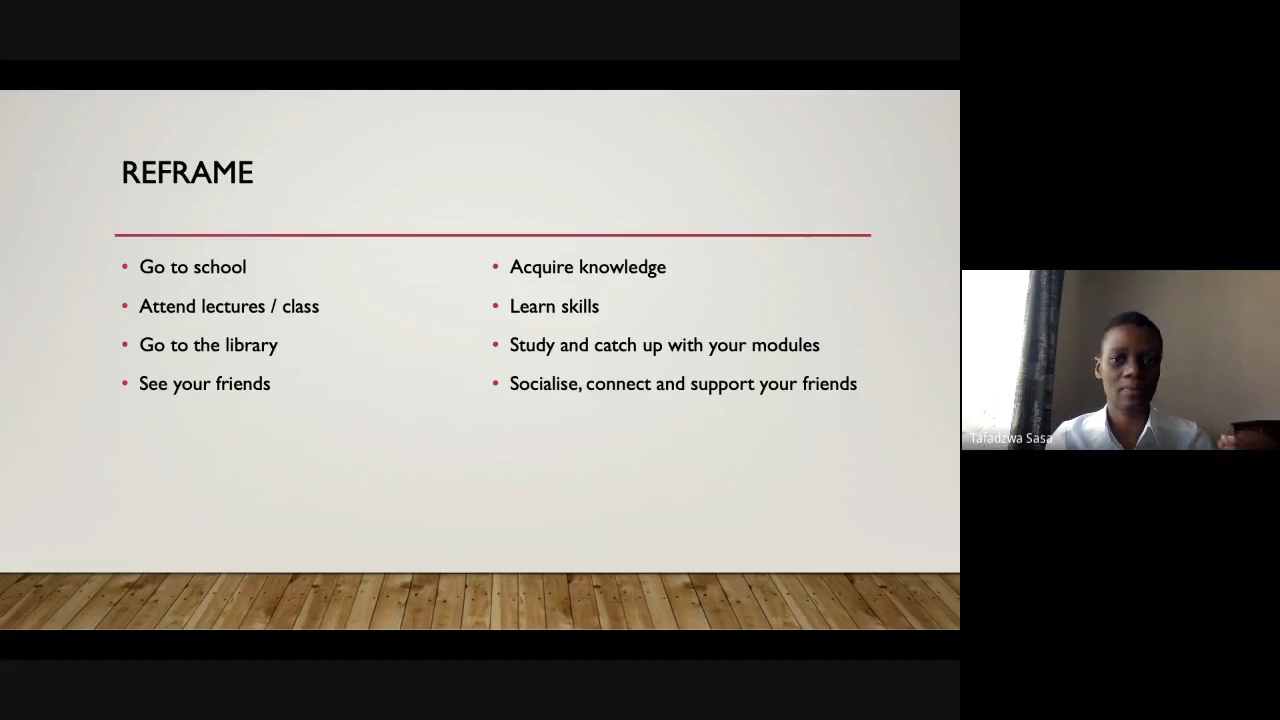 REFRAME
Go to school
Attend lectures / class
Go to the library
See your friends
Acquire knowledge
Learn skills
Study and catch up with your modules
Socialise, connect and support your friends
Tafadzwa Sasa